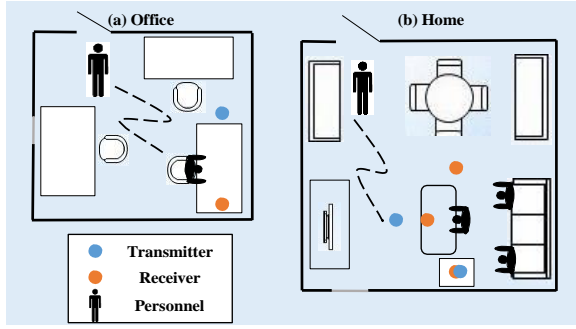 (a) Office
(b) Home
Transmitter
Receiver
Personnel